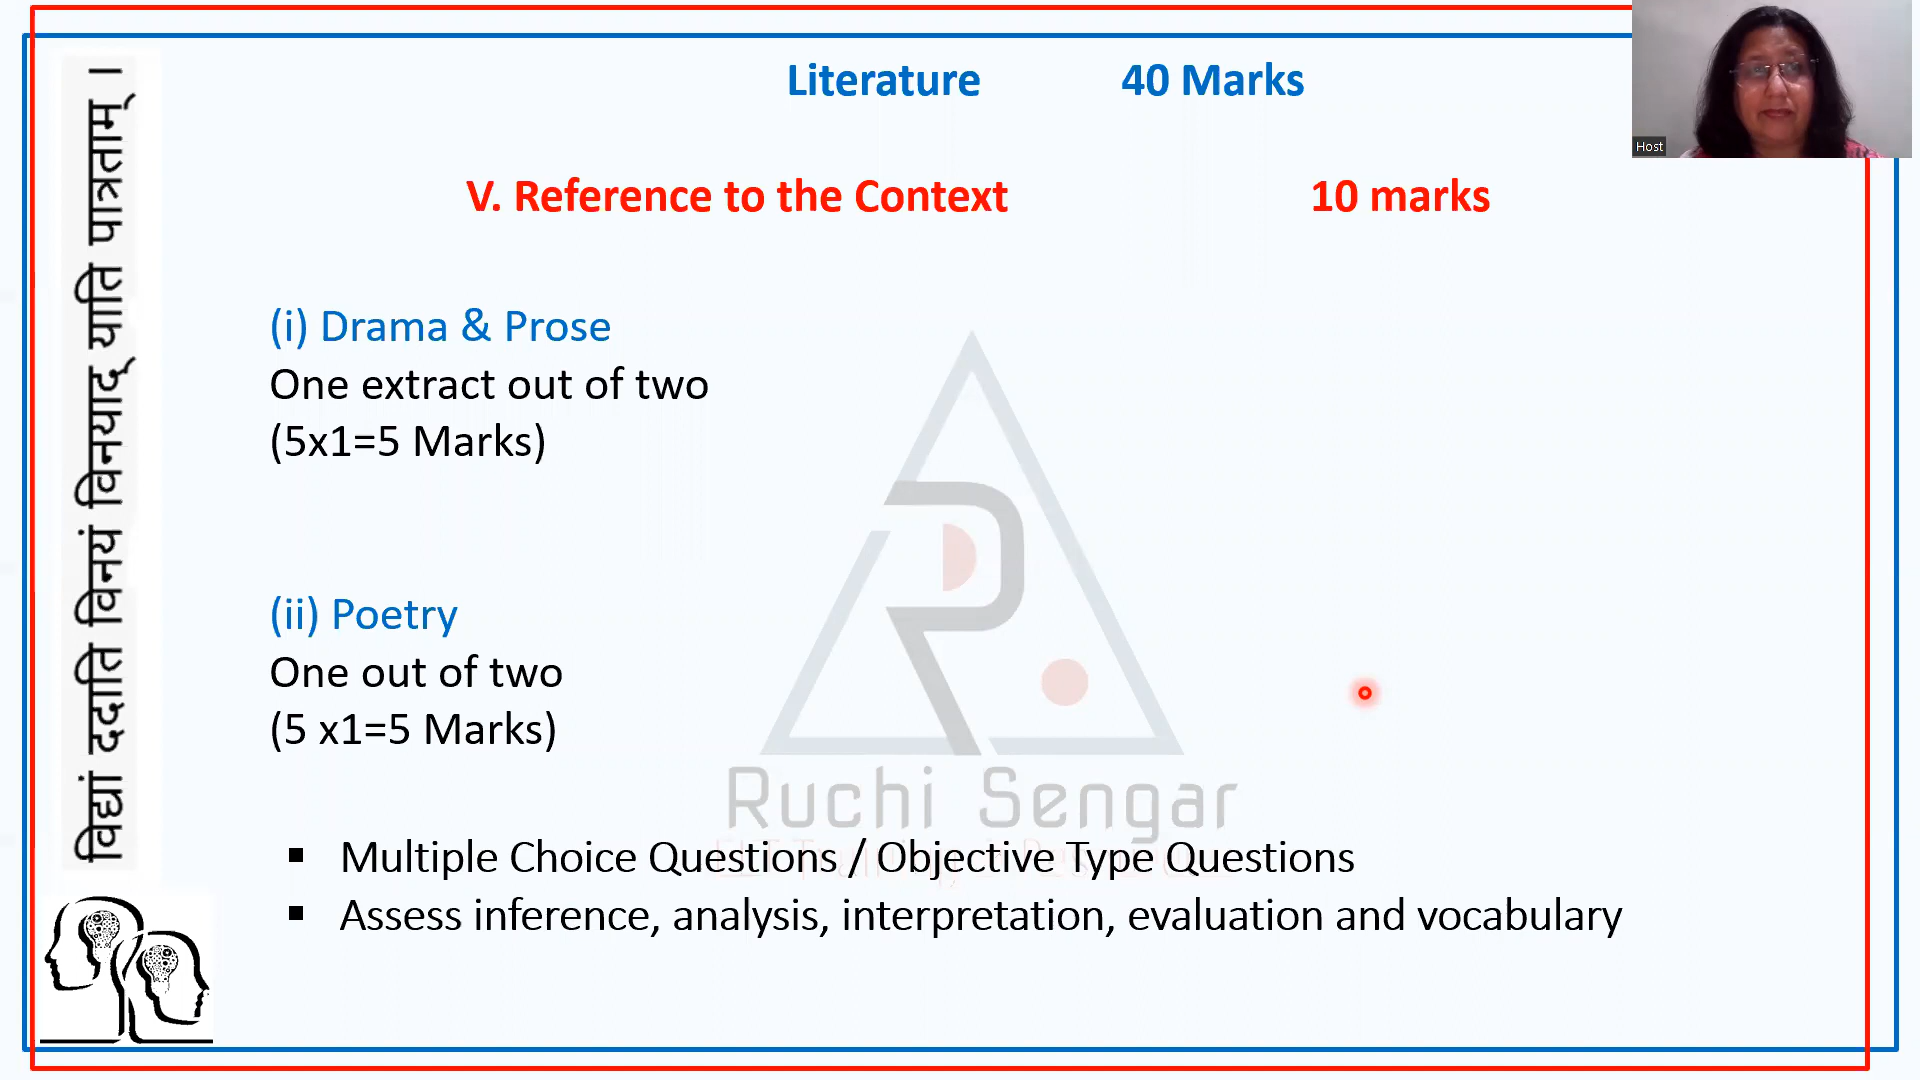 Literature 40 Marks
Host
V. Reference to the Context 10 marks
विद्यां ददाति विनयं विनयाद् याति पात्रताम् ।
(i) Drama & Prose
One extract out of two
(5x1=5 Marks)
(ii) Poetry
One out of two
(5 x1=5 Marks)
Ruchi Sengar
▪ Multiple Choice Questions / Objective Type Questions
▪ Assess inference, analysis, interpretation, evaluation and vocabulary